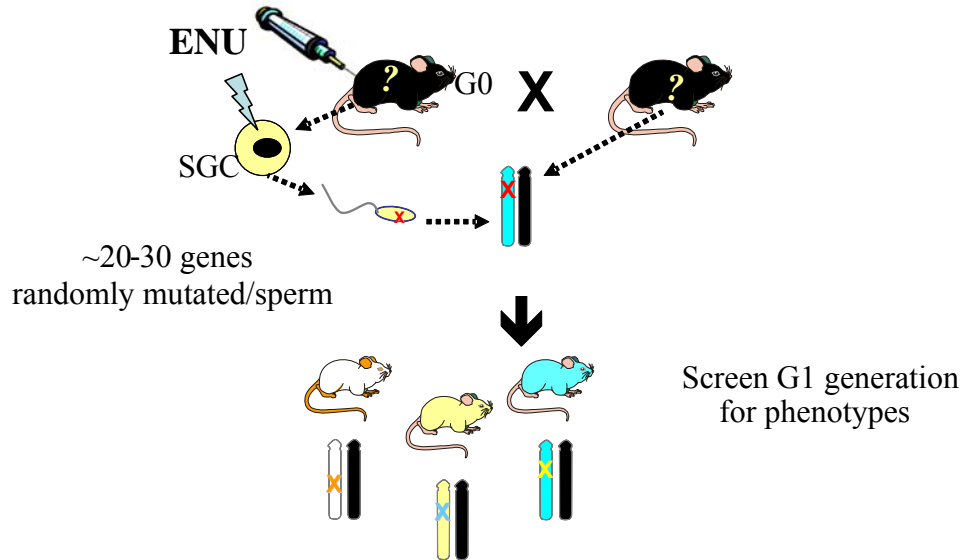 ENU
?
G0
X
?
SGC
X
X
~20-30 genes
randomly mutated/sperm
Screen G1 generation
for phenotypes
X
X
X